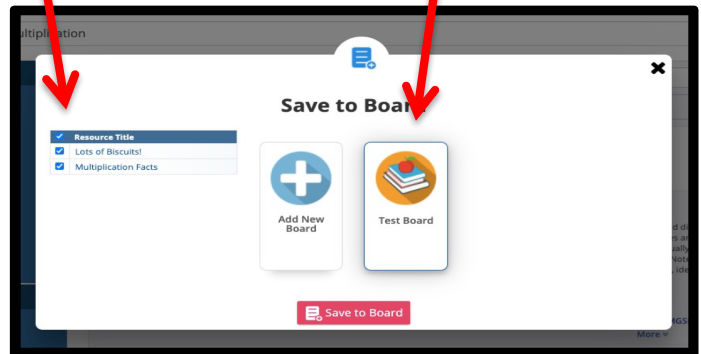 Save to Board
Resource Title
Lots of Biscuits!
Multiplication Facts
Add New
Board
Test Board
Save to Board
More